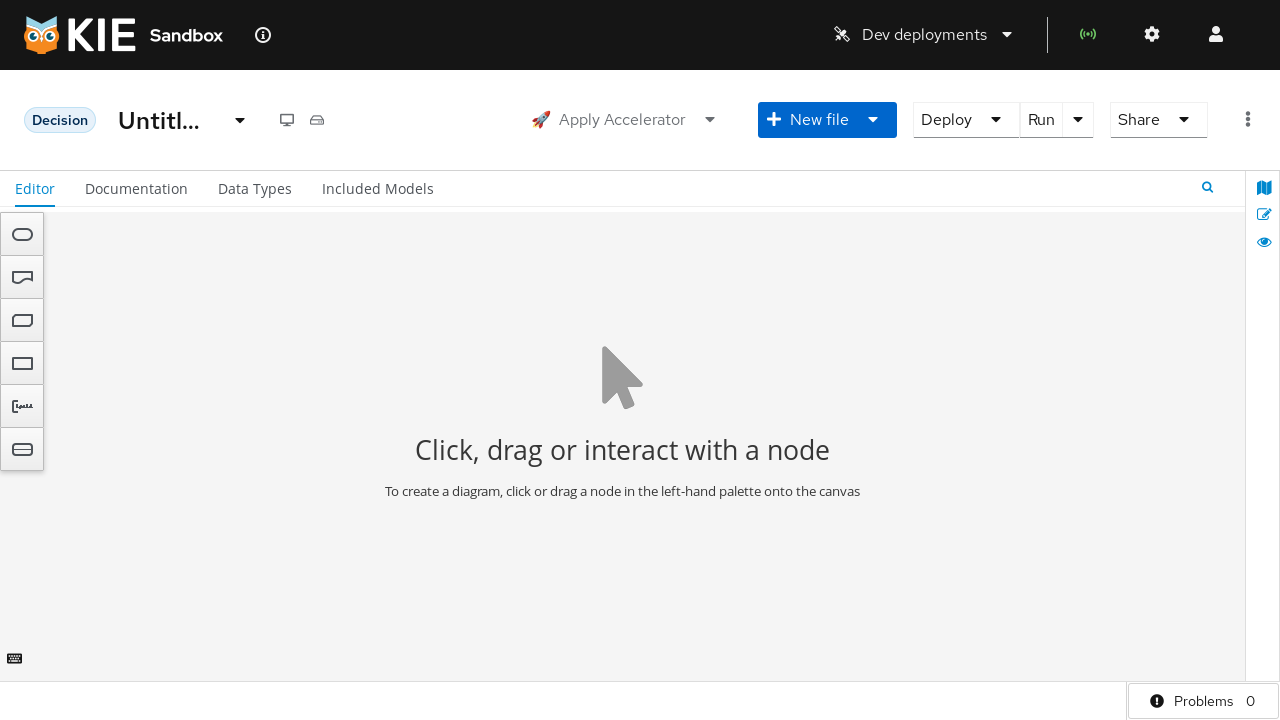 KIE Sandbox
Dev deployments
Decision
Untitl...
Apply Accelerator
New file
Deploy
Run
Share
Editor
Documentation
Data Types
Included Models
Click, drag or interact with a node
To create a diagram, click or drag a node in the left-hand palette onto the canvas
Problems 0